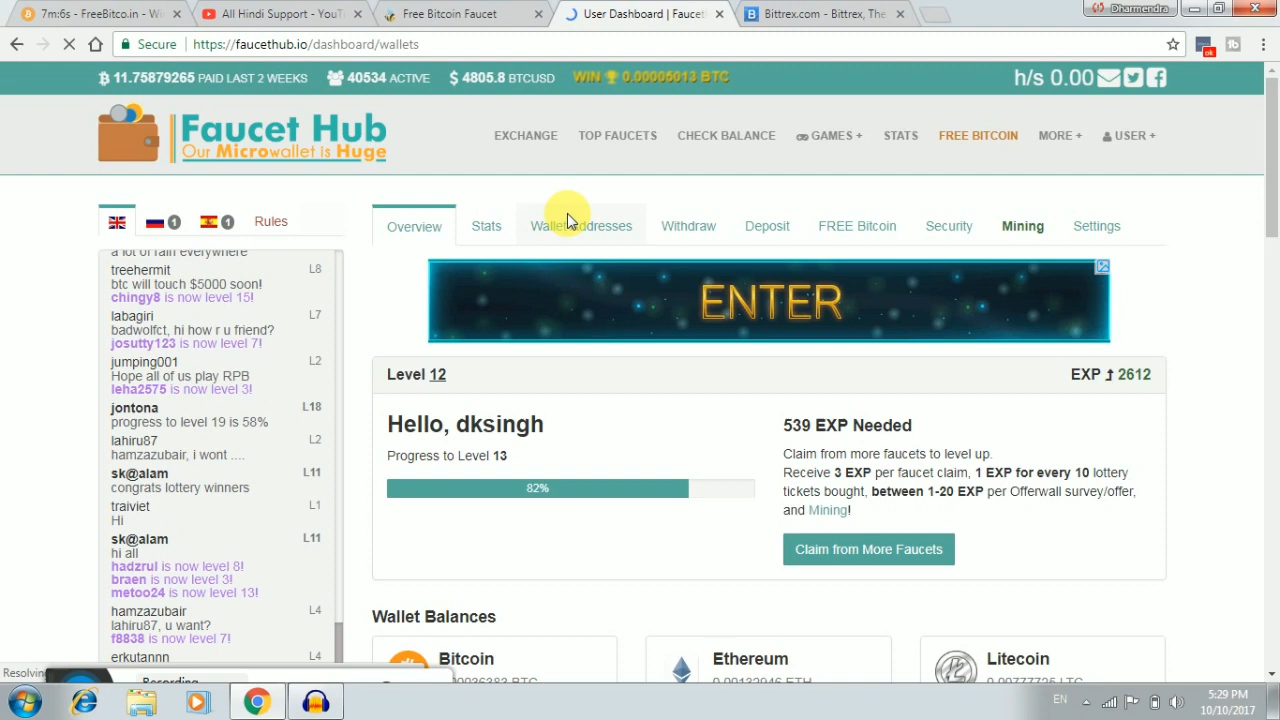 7m:6s - FreeBitco.in - Wi
All Hindi Support - YouT
Free Bitcoin Faucet
User Dashboard | Faucet
Bittrex.com - Bittrex, The
Dharmendra
Secure
https://faucethub.io/dashboard/wallets
11.75879265 PAID LAST 2 WEEKS
40534 ACTIVE
$ 4805.8 BTCUSD
WIN 0.00005013 BTC
h/s 0.00
Faucet Hub
Our Microwallet is Huge
EXCHANGE
TOP FAUCETS
CHECK BALANCE
GAMES +
STATS
FREE BITCOIN
MORE +
USER +
1
1
Rules
Overview
Stats
Wallet Addresses
Withdraw
Deposit
FREE Bitcoin
Security
Mining
Settings
a lot of rain everywhere
treehermit L8
btc will touch $5000 soon!
chingy8 is now level 15!
labagiri L7
badwolfct, hi how r u friend?
josutty123 is now level 7!
jumping001 L2
Hope all of us play RPB
leha2575 is now level 3!
jontona L18
progress to level 19 is 58%
lahiru87 L2
hamzazubair, i wont ....
sk@alam L11
congrats lottery winners
traiviet L1
Hi
sk@alam L11
hi all
hadzrul is now level 8!
braen is now level 3!
metoo24 is now level 13!
hamzazubair L4
lahiru87, u want?
f8838 is now level 7!
erkutannn L4
ENTER
Level 12
EXP 2612
Hello, dksingh
Progress to Level 13
82%
539 EXP Needed
Claim from more faucets to level up.
Receive 3 EXP per faucet claim, 1 EXP for every 10 lottery
tickets bought, between 1-20 EXP per Offerwall survey/offer,
and Mining!
Claim from More Faucets
Wallet Balances
Bitcoin
Ethereum
Litecoin
Resolving
Recording
EN
5:29 PM
10/10/2017